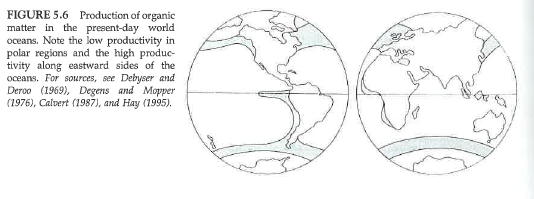 FIGURE 5.6 Production of organic
matter in the present-day world
oceans. Note the low productivity in
polar regions and the high produc-
tivity along eastward sides of the
oceans. For sources, see Debyser and
Deroo (1969), Degens and Mopper
(1976), Calvert (1987), and Hay (1995).